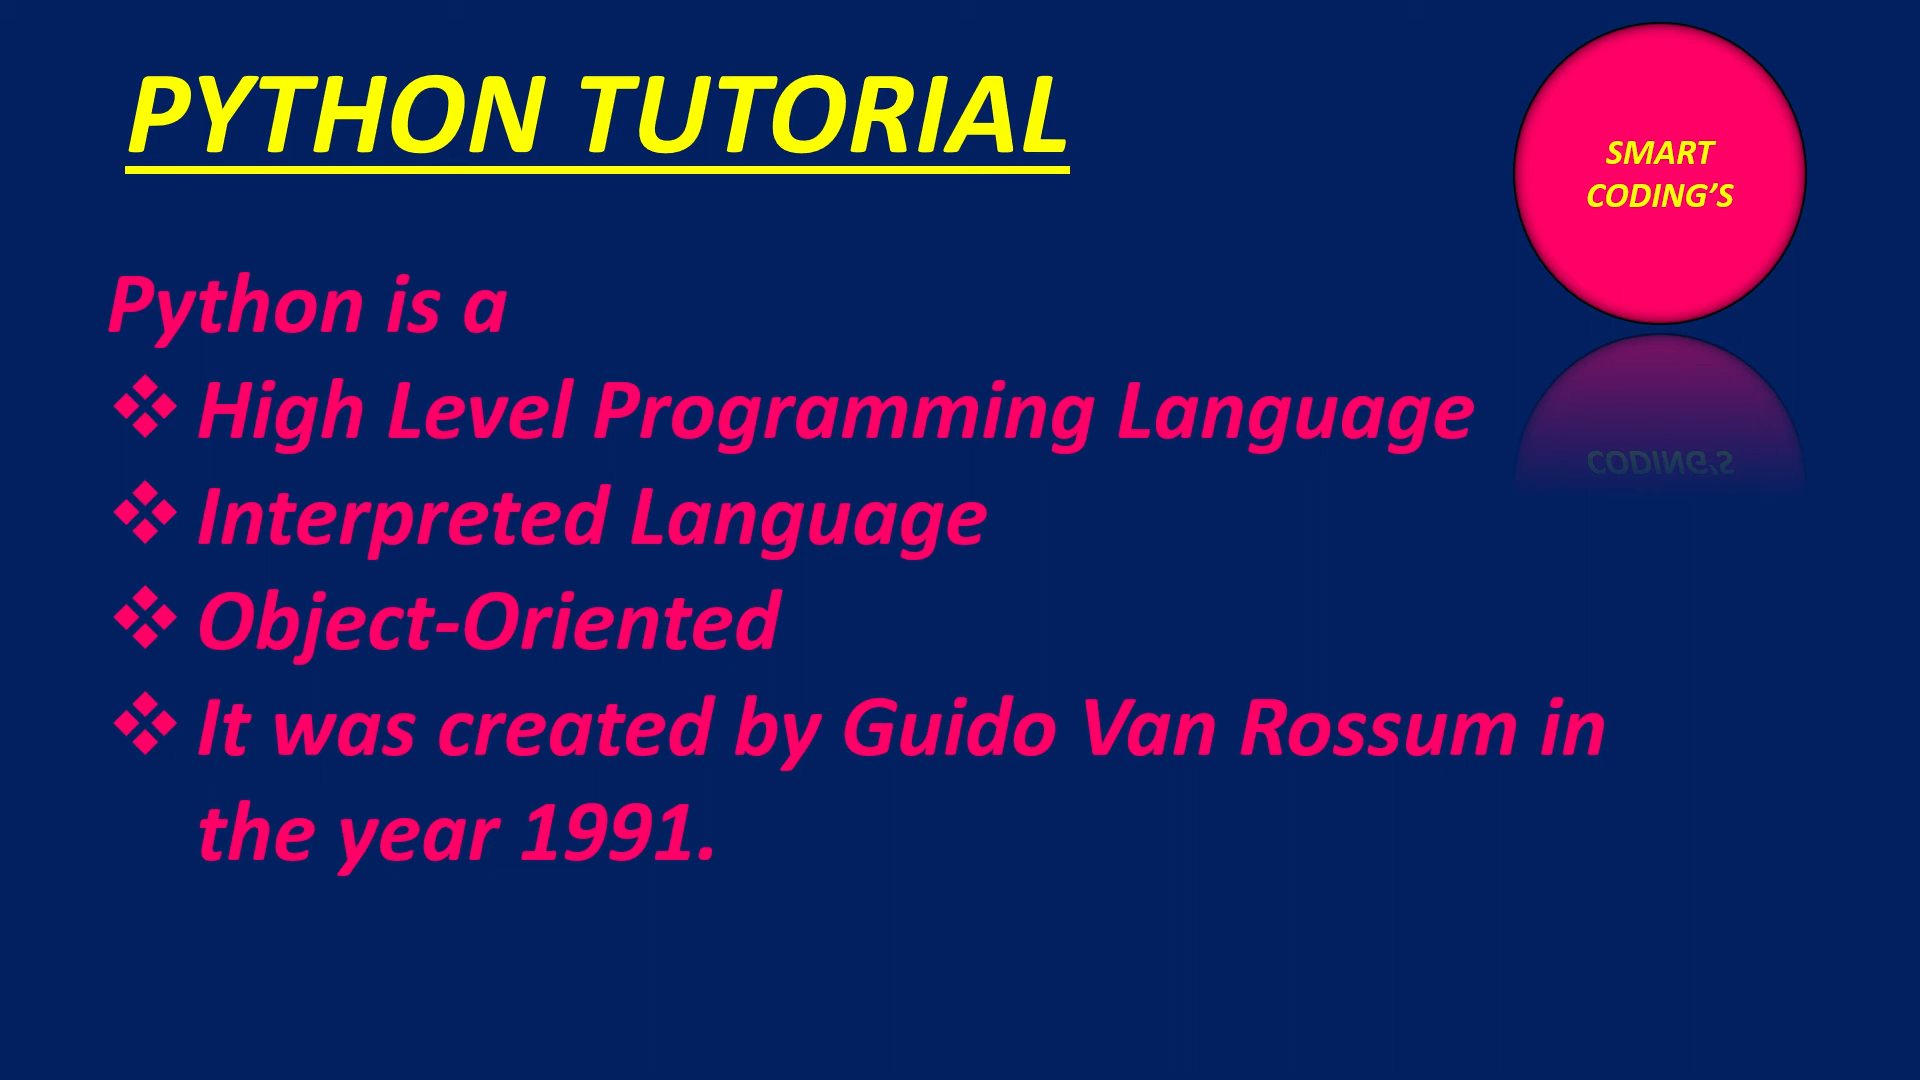 PYTHON TUTORIAL
SMART
CODING’S
Python is a
❖ High Level Programming Language
❖ Interpreted Language
❖ Object-Oriented
❖ It was created by Guido Van Rossum in
the year 1991.
CODING’S